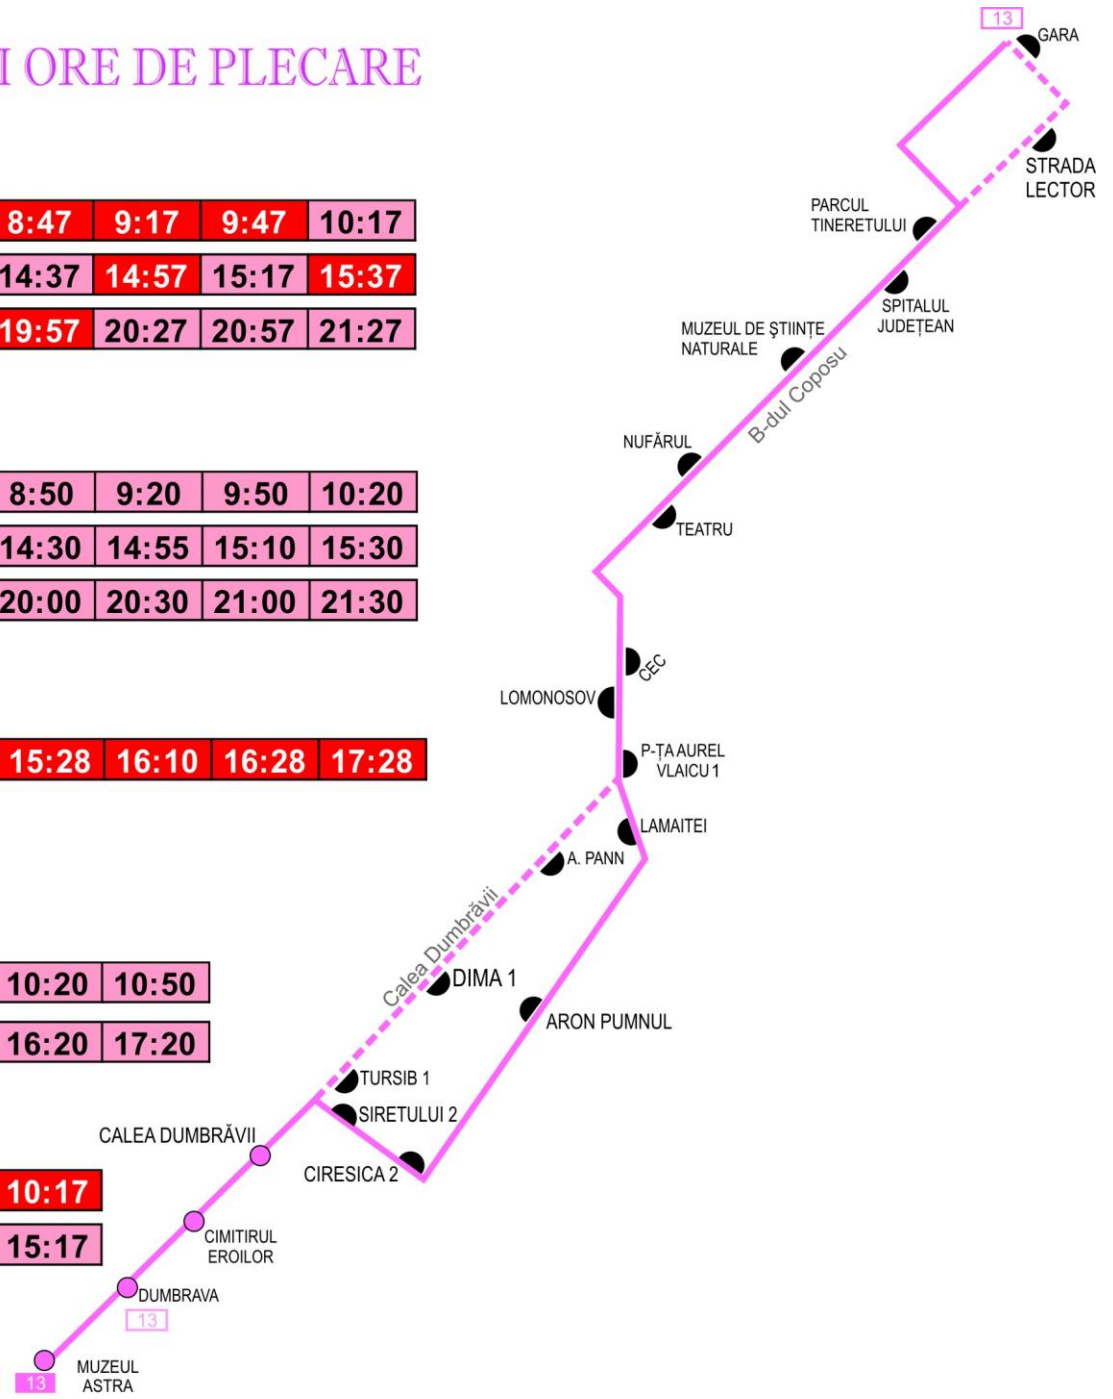 I ORE DE PLECARE
8:47 9:17 9:47 10:17
14:37 14:57 15:17 15:37
19:57 20:27 20:57 21:27
8:50 9:20 9:50 10:20
14:30 14:55 15:10 15:30
20:00 20:30 21:00 21:30
15:28 16:10 16:28 17:28
10:20 10:50
16:20 17:20
10:17
15:17
13
GARA
STRADA
LECTOR
PARCUL
TINERETULUI
SPITALUL
JUDEȚEAN
MUZEUL DE ŞTIINȚE
NATURALE
B-dul Coposu
NUFĂRUL
TEATRU
CEC
LOMONOSOV
P-ȚA AUREL
VLAICU 1
LAMAITEI
A. PANN
Calea Dumbrăvii
DIMA 1
ARON PUMNUL
TURSIB 1
SIRETULUI 2
CIRESICA 2
CALEA DUMBRĂVII
CIMITIRUL
EROILOR
DUMBRAVA
13
MUZEUL
ASTRA
13